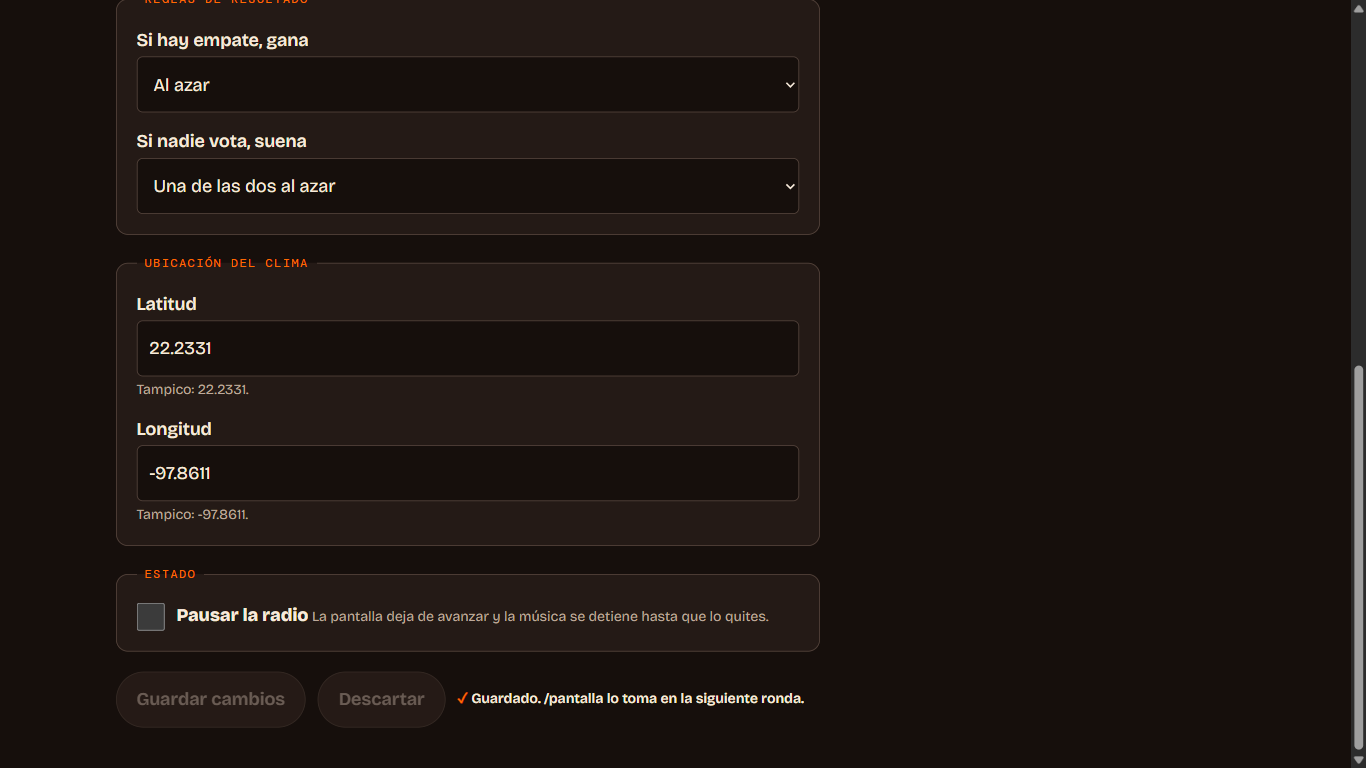 REGLAS DE RESULTADO
Si hay empate, gana
Al azar
Si nadie vota, suena
Una de las dos al azar
UBICACIÓN DEL CLIMA
Latitud
22.2331
Tampico: 22.2331.
Longitud
-97.8611
Tampico: -97.8611.
ESTADO
Pausar la radio La pantalla deja de avanzar y la música se detiene hasta que lo quites.
Guardar cambios Descartar ✓ Guardado. /pantalla lo toma en la siguiente ronda.